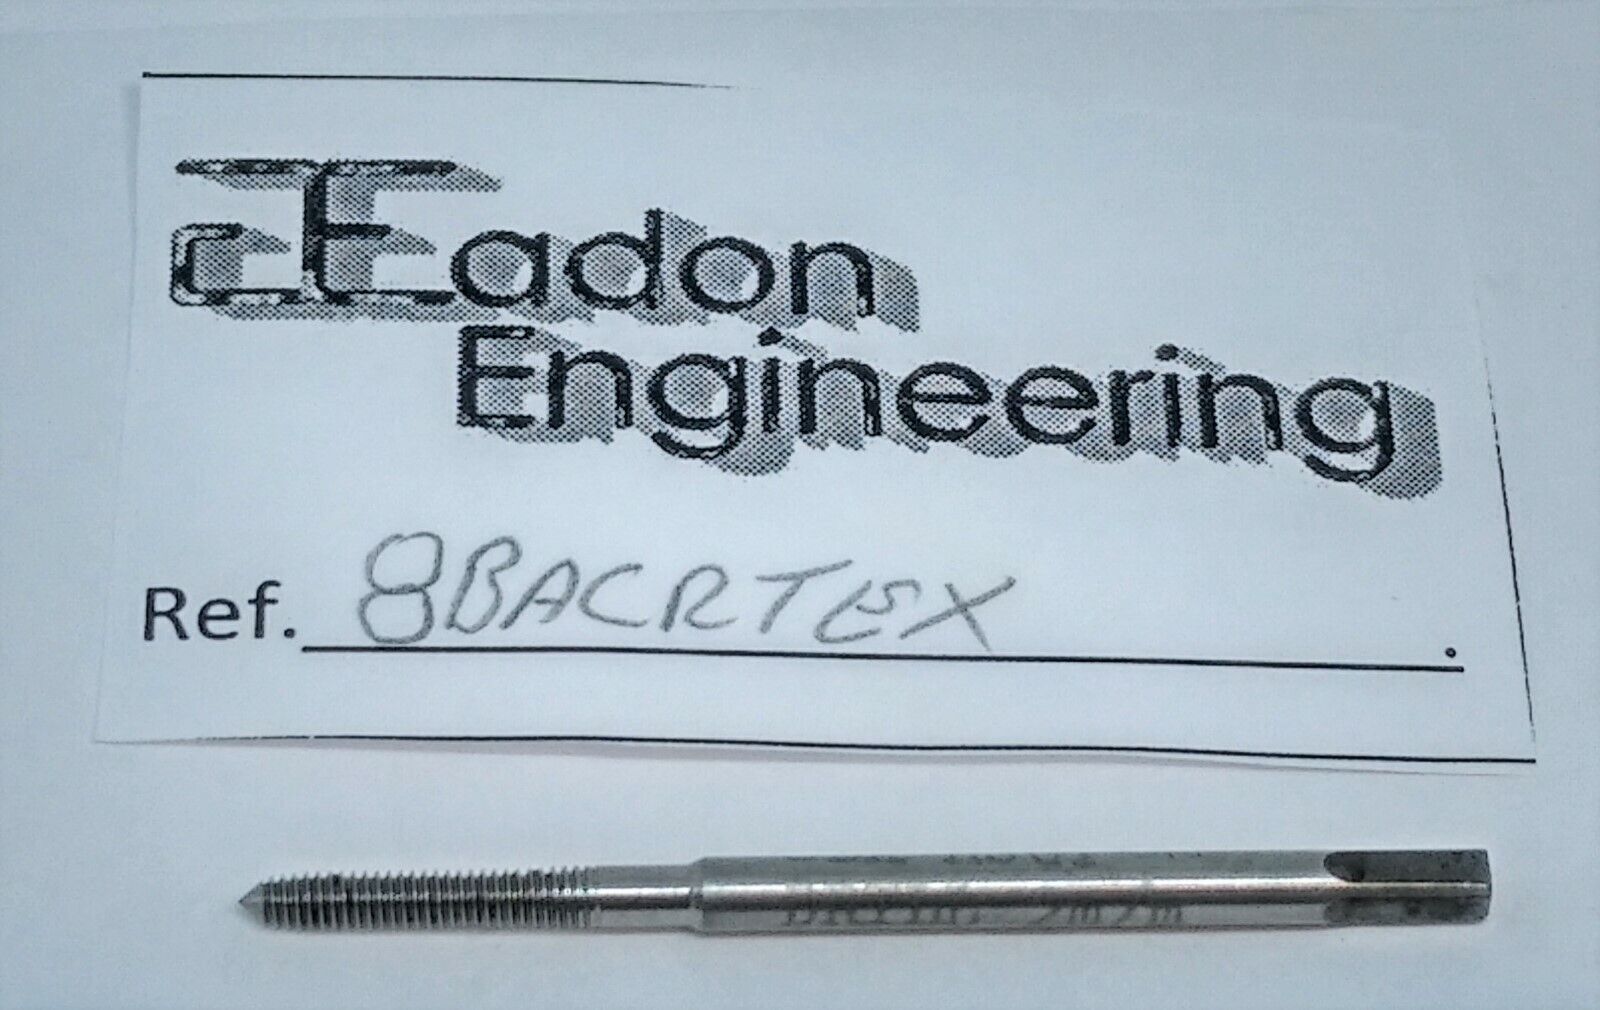 Eadon
Engineering
Ref. 8BACRTEX.